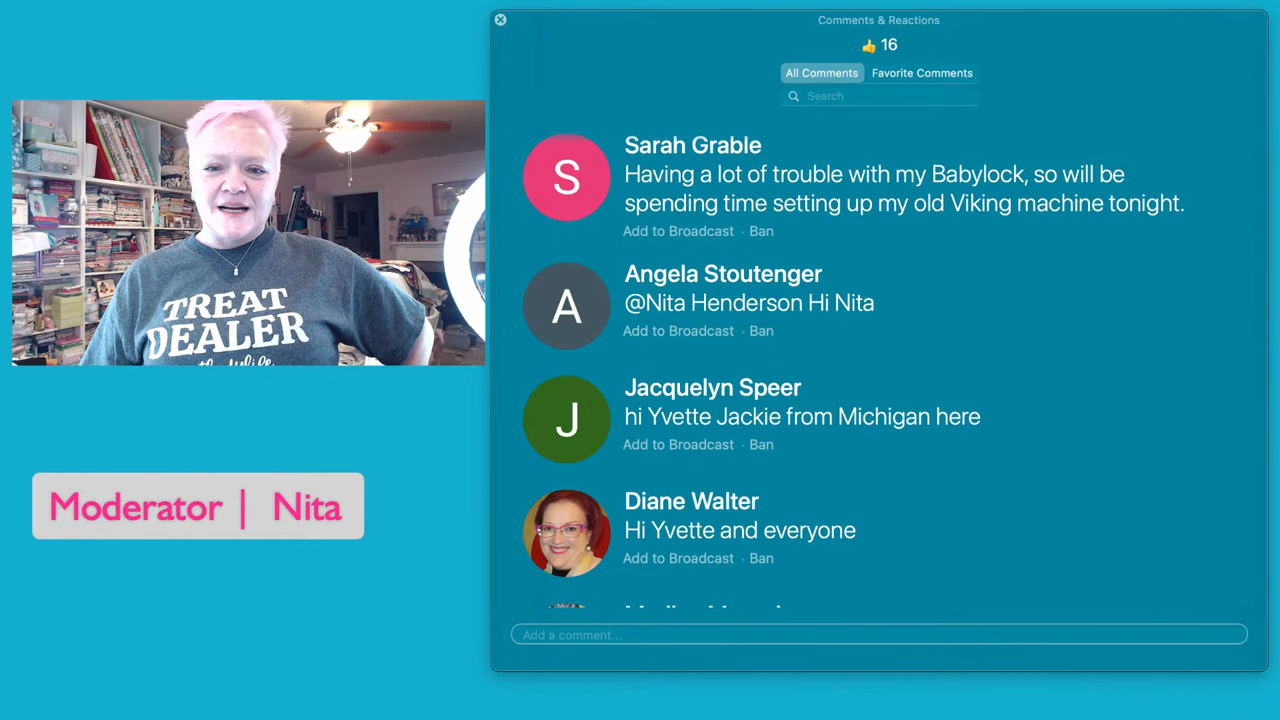 Comments & Reactions
👍 16
All Comments Favorite Comments
Search
S
Sarah Grable
Having a lot of trouble with my Babylock, so will be
spending time setting up my old Viking machine tonight.
Add to Broadcast · Ban
TREAT
DEALER
A
Angela Stoutenger
@Nita Henderson Hi Nita
Add to Broadcast · Ban
J
Jacquelyn Speer
hi Yvette Jackie from Michigan here
Add to Broadcast · Ban
Moderator | Nita
Diane Walter
Hi Yvette and everyone
Add to Broadcast · Ban
Add a comment...